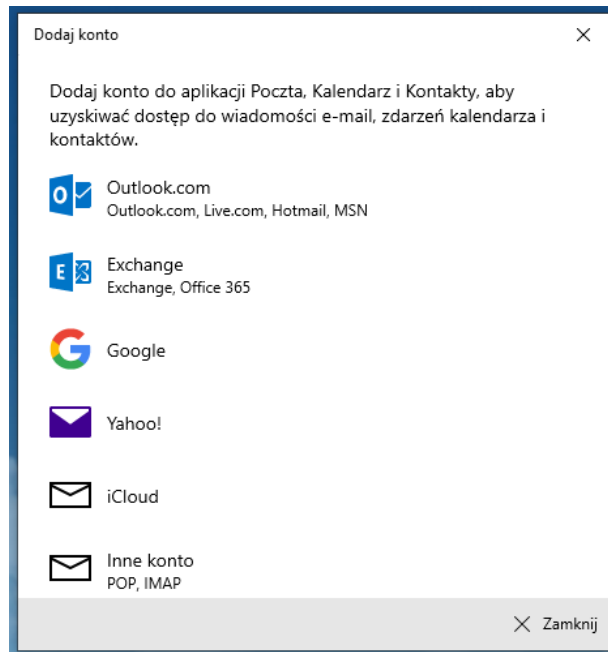 Dodaj konto
Dodaj konto do aplikacji Poczta, Kalendarz i Kontakty, aby
uzyskiwać dostęp do wiadomości e-mail, zdarzeń kalendarza i
kontaktów.
Outlook.com
Outlook.com, Live.com, Hotmail, MSN
Exchange
Exchange, Office 365
Google
Yahoo!
iCloud
Inne konto
POP, IMAP
Zamknij